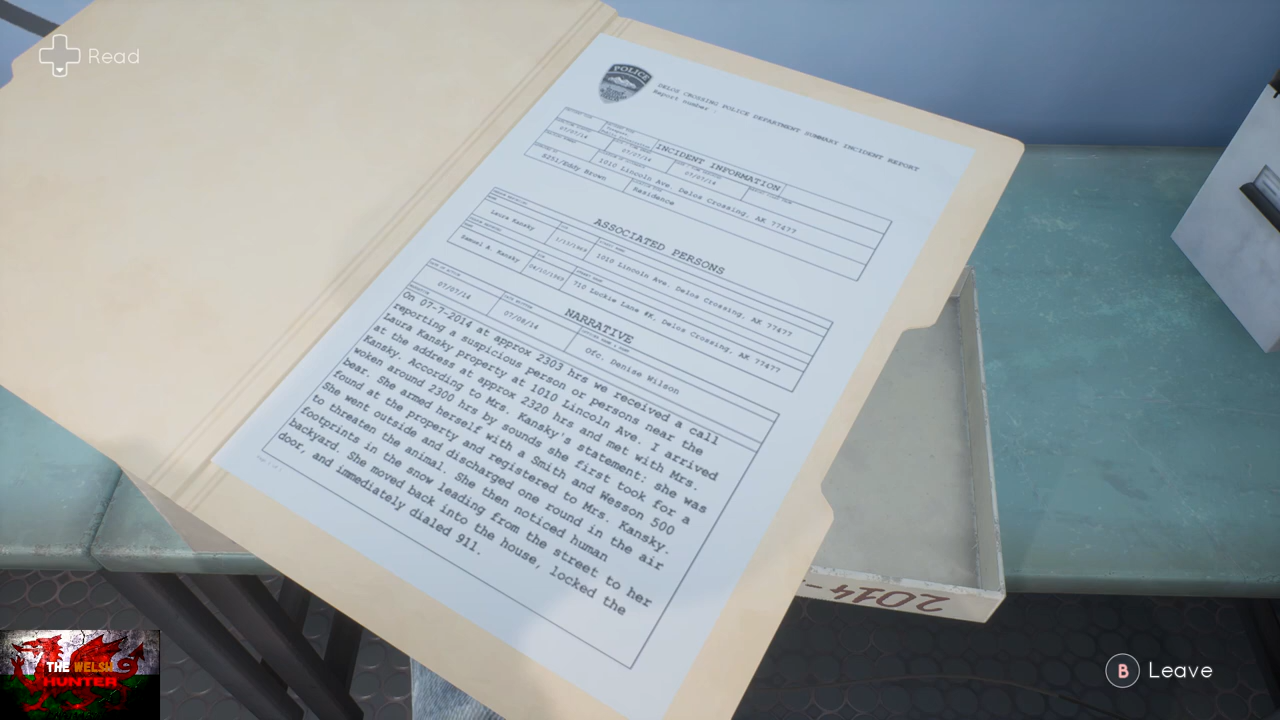 Read
POLICE
DELOS CROSSING POLICE DEPARTMENT SUMMARY INCIDENT REPORT
Report number :
INCIDENT INFORMATION
07/07/14
07/07/14
07/07/14
1010 Lincoln Ave. Delos Crossing, AK 77477
8251/Eddy Brown
Residence
ASSOCIATED PERSONS
Laura Kansky
1010 Lincoln Ave. Delos Crossing, AK 77477
Samuel A. Kansky
710 Luckie Lane #K, Delos Crossing, AK 77477
NARRATIVE
07/07/14
07/08/14
Ofc. Denise Wilson
On 07-7-2014 at approx 2303 hrs we received a call
reporting a suspicious person or persons near the
Laura Kansky property at 1010 Lincoln Ave. I arrived
at the address at approx 2320 hrs and met with Mrs.
Kansky. According to Mrs. Kansky's statement: she was
woken around 2300 hrs by sounds she first took for a
bear. She armed herself with a Smith and Wesson 500
found at the property and registered to Mrs. Kansky.
She went outside and discharged one round in the air
to threaten the animal. She then noticed human
footprints in the snow leading from the street to her
backyard. She moved back into the house, locked the
door, and immediately dialed 911.
2014-
THE WELSH
HUNTER
B Leave